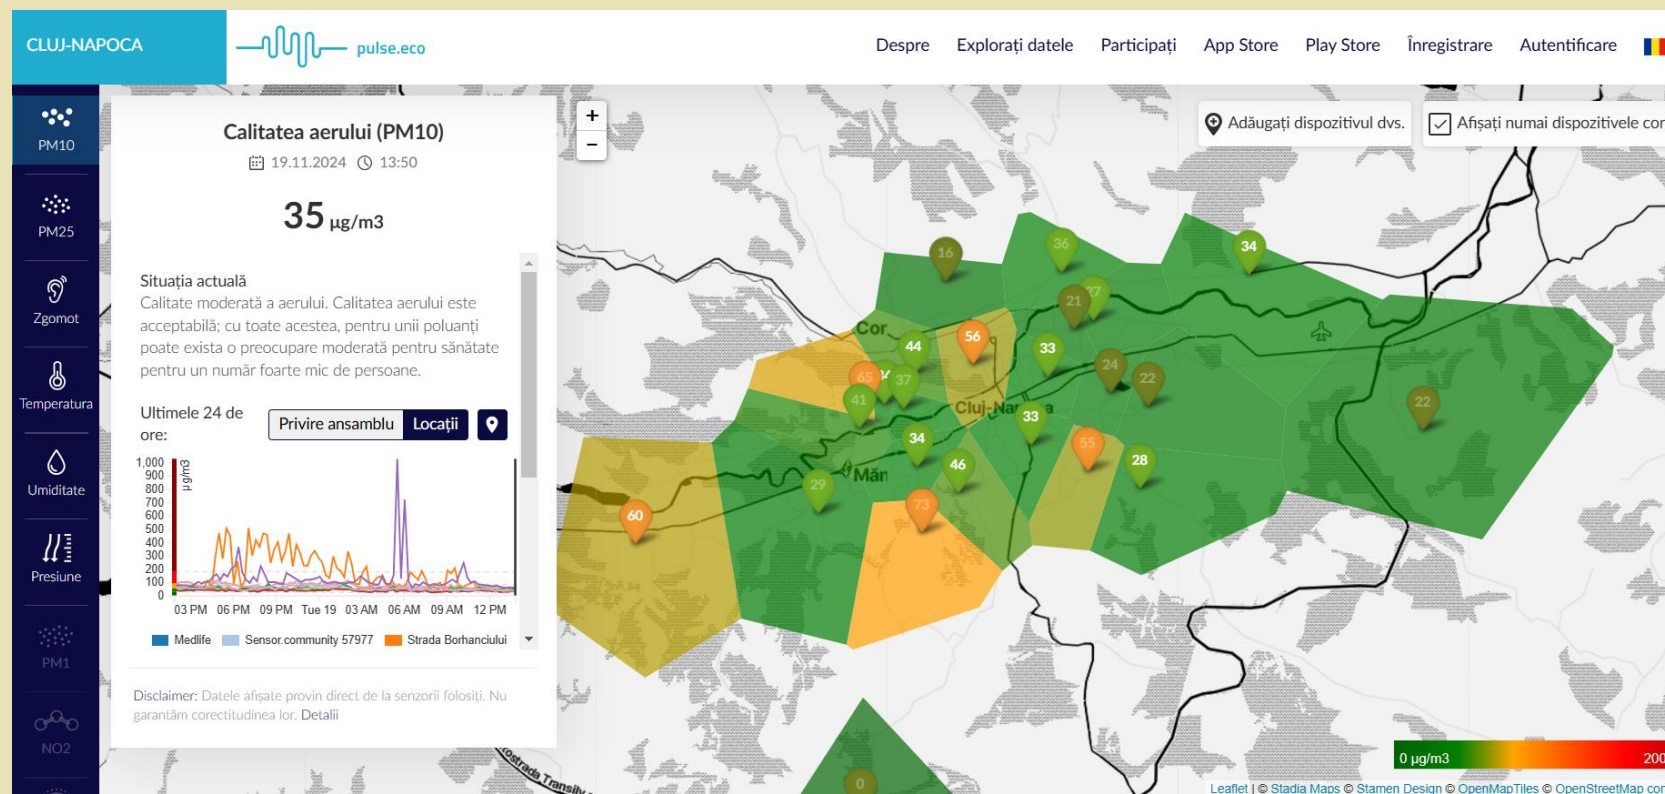 CLUJ-NAPOCA
pulse.eco
Despre Explorați datele Participați App Store Play Store Înregistrare Autentificare
PM10
PM25
Zgomot
Temperatura
Umiditate
Presiune
PM1
NO2
Calitatea aerului (PM10)
19.11.2024 13:50
35 µg/m3
Situația actuală
Calitate moderată a aerului. Calitatea aerului este
acceptabilă; cu toate acestea, pentru unii poluanți
poate exista o preocupare moderată pentru sănătate
pentru un număr foarte mic de persoane.
Ultimele 24 de
ore:
Privire ansamblu Locații
1,000
900
800
700
600
500
400
300
200
100
0
µg/m3
03 PM 06 PM 09 PM Tue 19 03 AM 06 AM 09 AM 12 PM
Medlife Sensor.community 57977 Strada Borhanciului
Disclaimer: Datele afișate provin direct de la senzorii folosiți. Nu
garantăm corectitudinea lor. Detalii
+
−
Adăugați dispozitivul dvs.
Afișați numai dispozitivele con
16
36
34
21
27
Cor
44
56
33
65
37
24
22
41
22
Cluj-Na
a
33
34
55
46
28
Măn
29
73
60
0
0 µg/m3 200
Leaflet | © Stadia Maps © Stamen Design © OpenMapTiles © OpenStreetMap con